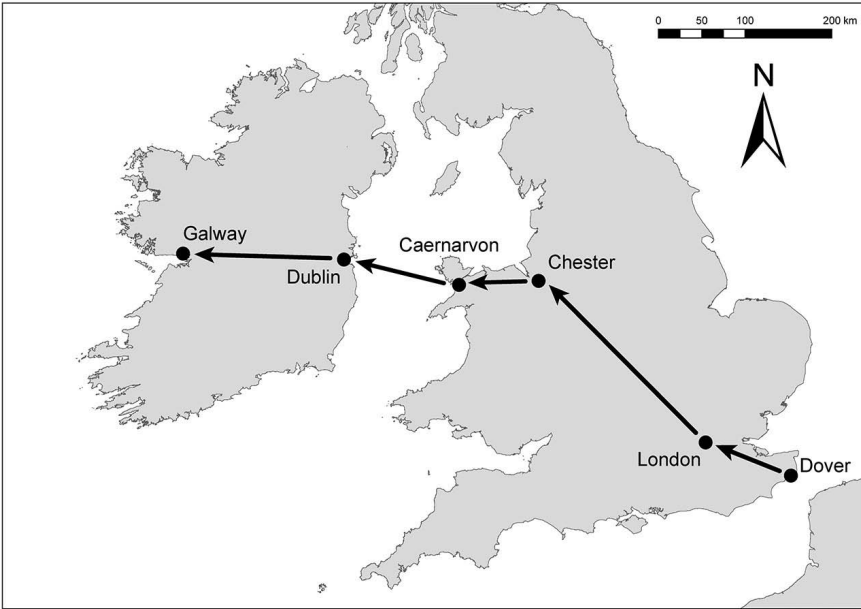 0 50 100 200 km
N
Galway
Caernarvon
Dublin
Chester
London
Dover